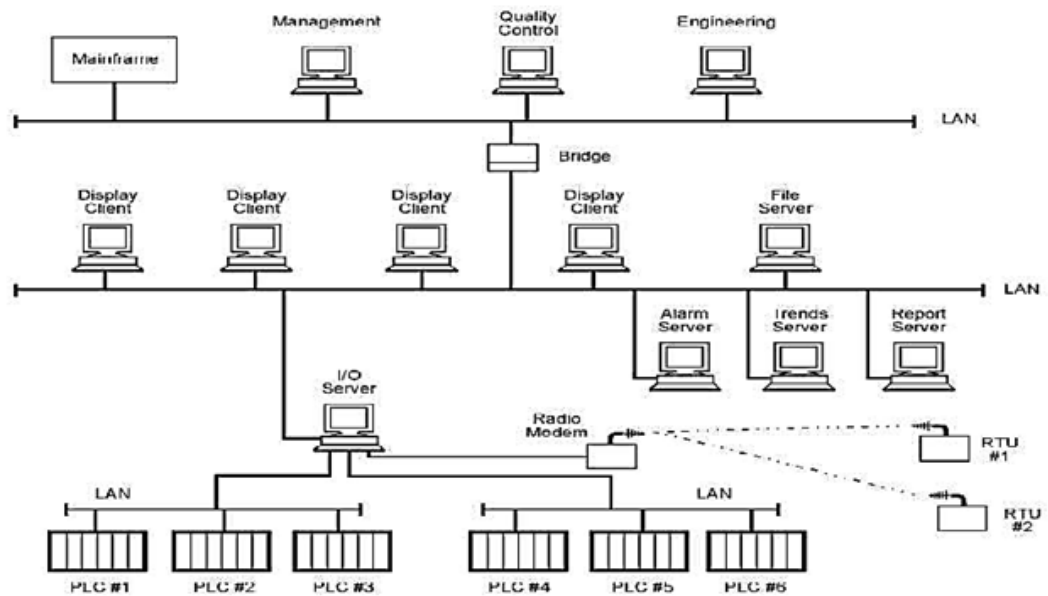 Management
Quality
Control
Engineering
Mainframe
LAN
Bridge
Display
Client
Display
Client
Display
Client
Display
Client
File
Server
LAN
Alarm
Server
Trends
Server
Report
Server
I/O
Server
Radio
Modem
RTU
#1
LAN
LAN
RTU
#2
PLC #1
PLC #2
PLC #3
PLC #4
PLC #5
PLC #6